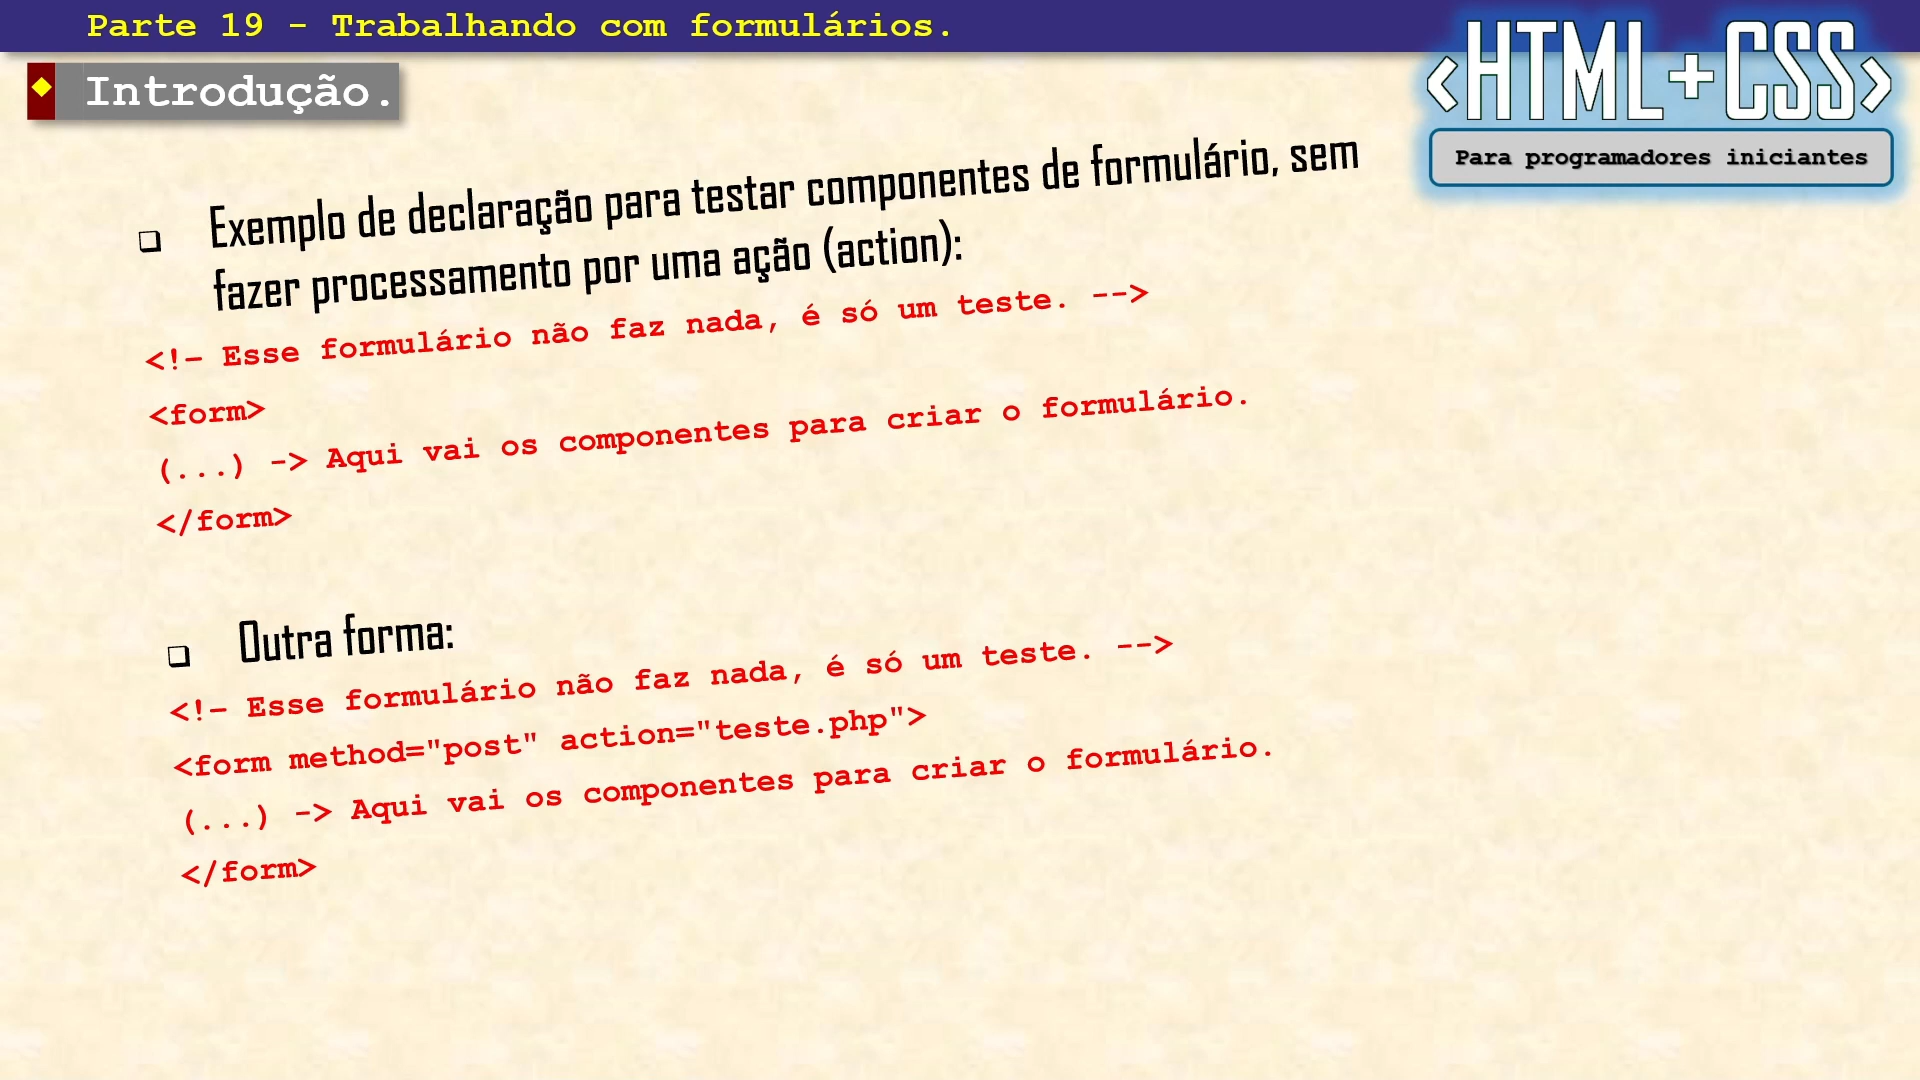 Parte 19 - Trabalhando com formulários.
Introdução.
<HTML+CSS>
Para programadores iniciantes
Exemplo de declaração para testar componentes de formulário, sem
fazer processamento por uma ação (action):
<!– Esse formulário não faz nada, é só um teste. -->
<form>
(...) -> Aqui vai os componentes para criar o formulário.
</form>
Outra forma:
<!– Esse formulário não faz nada, é só um teste. -->
<form method="post" action="teste.php">
(...) -> Aqui vai os componentes para criar o formulário.
</form>